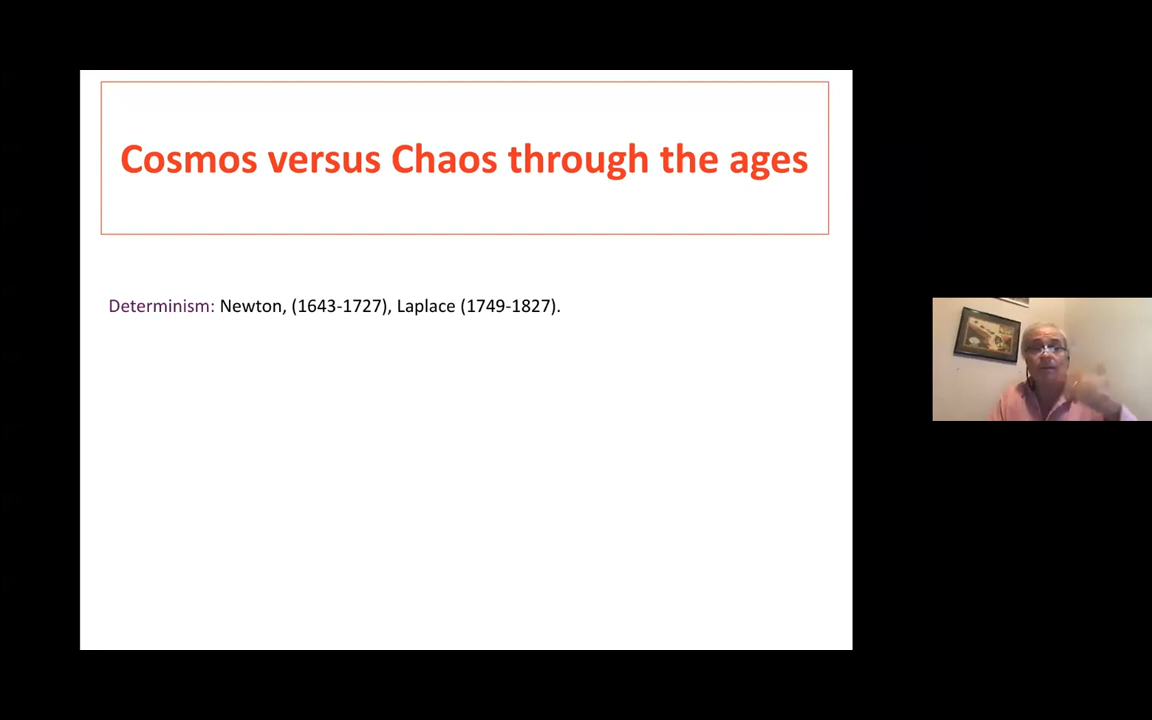 Cosmos versus Chaos through the ages
Determinism: Newton, (1643-1727), Laplace (1749-1827).